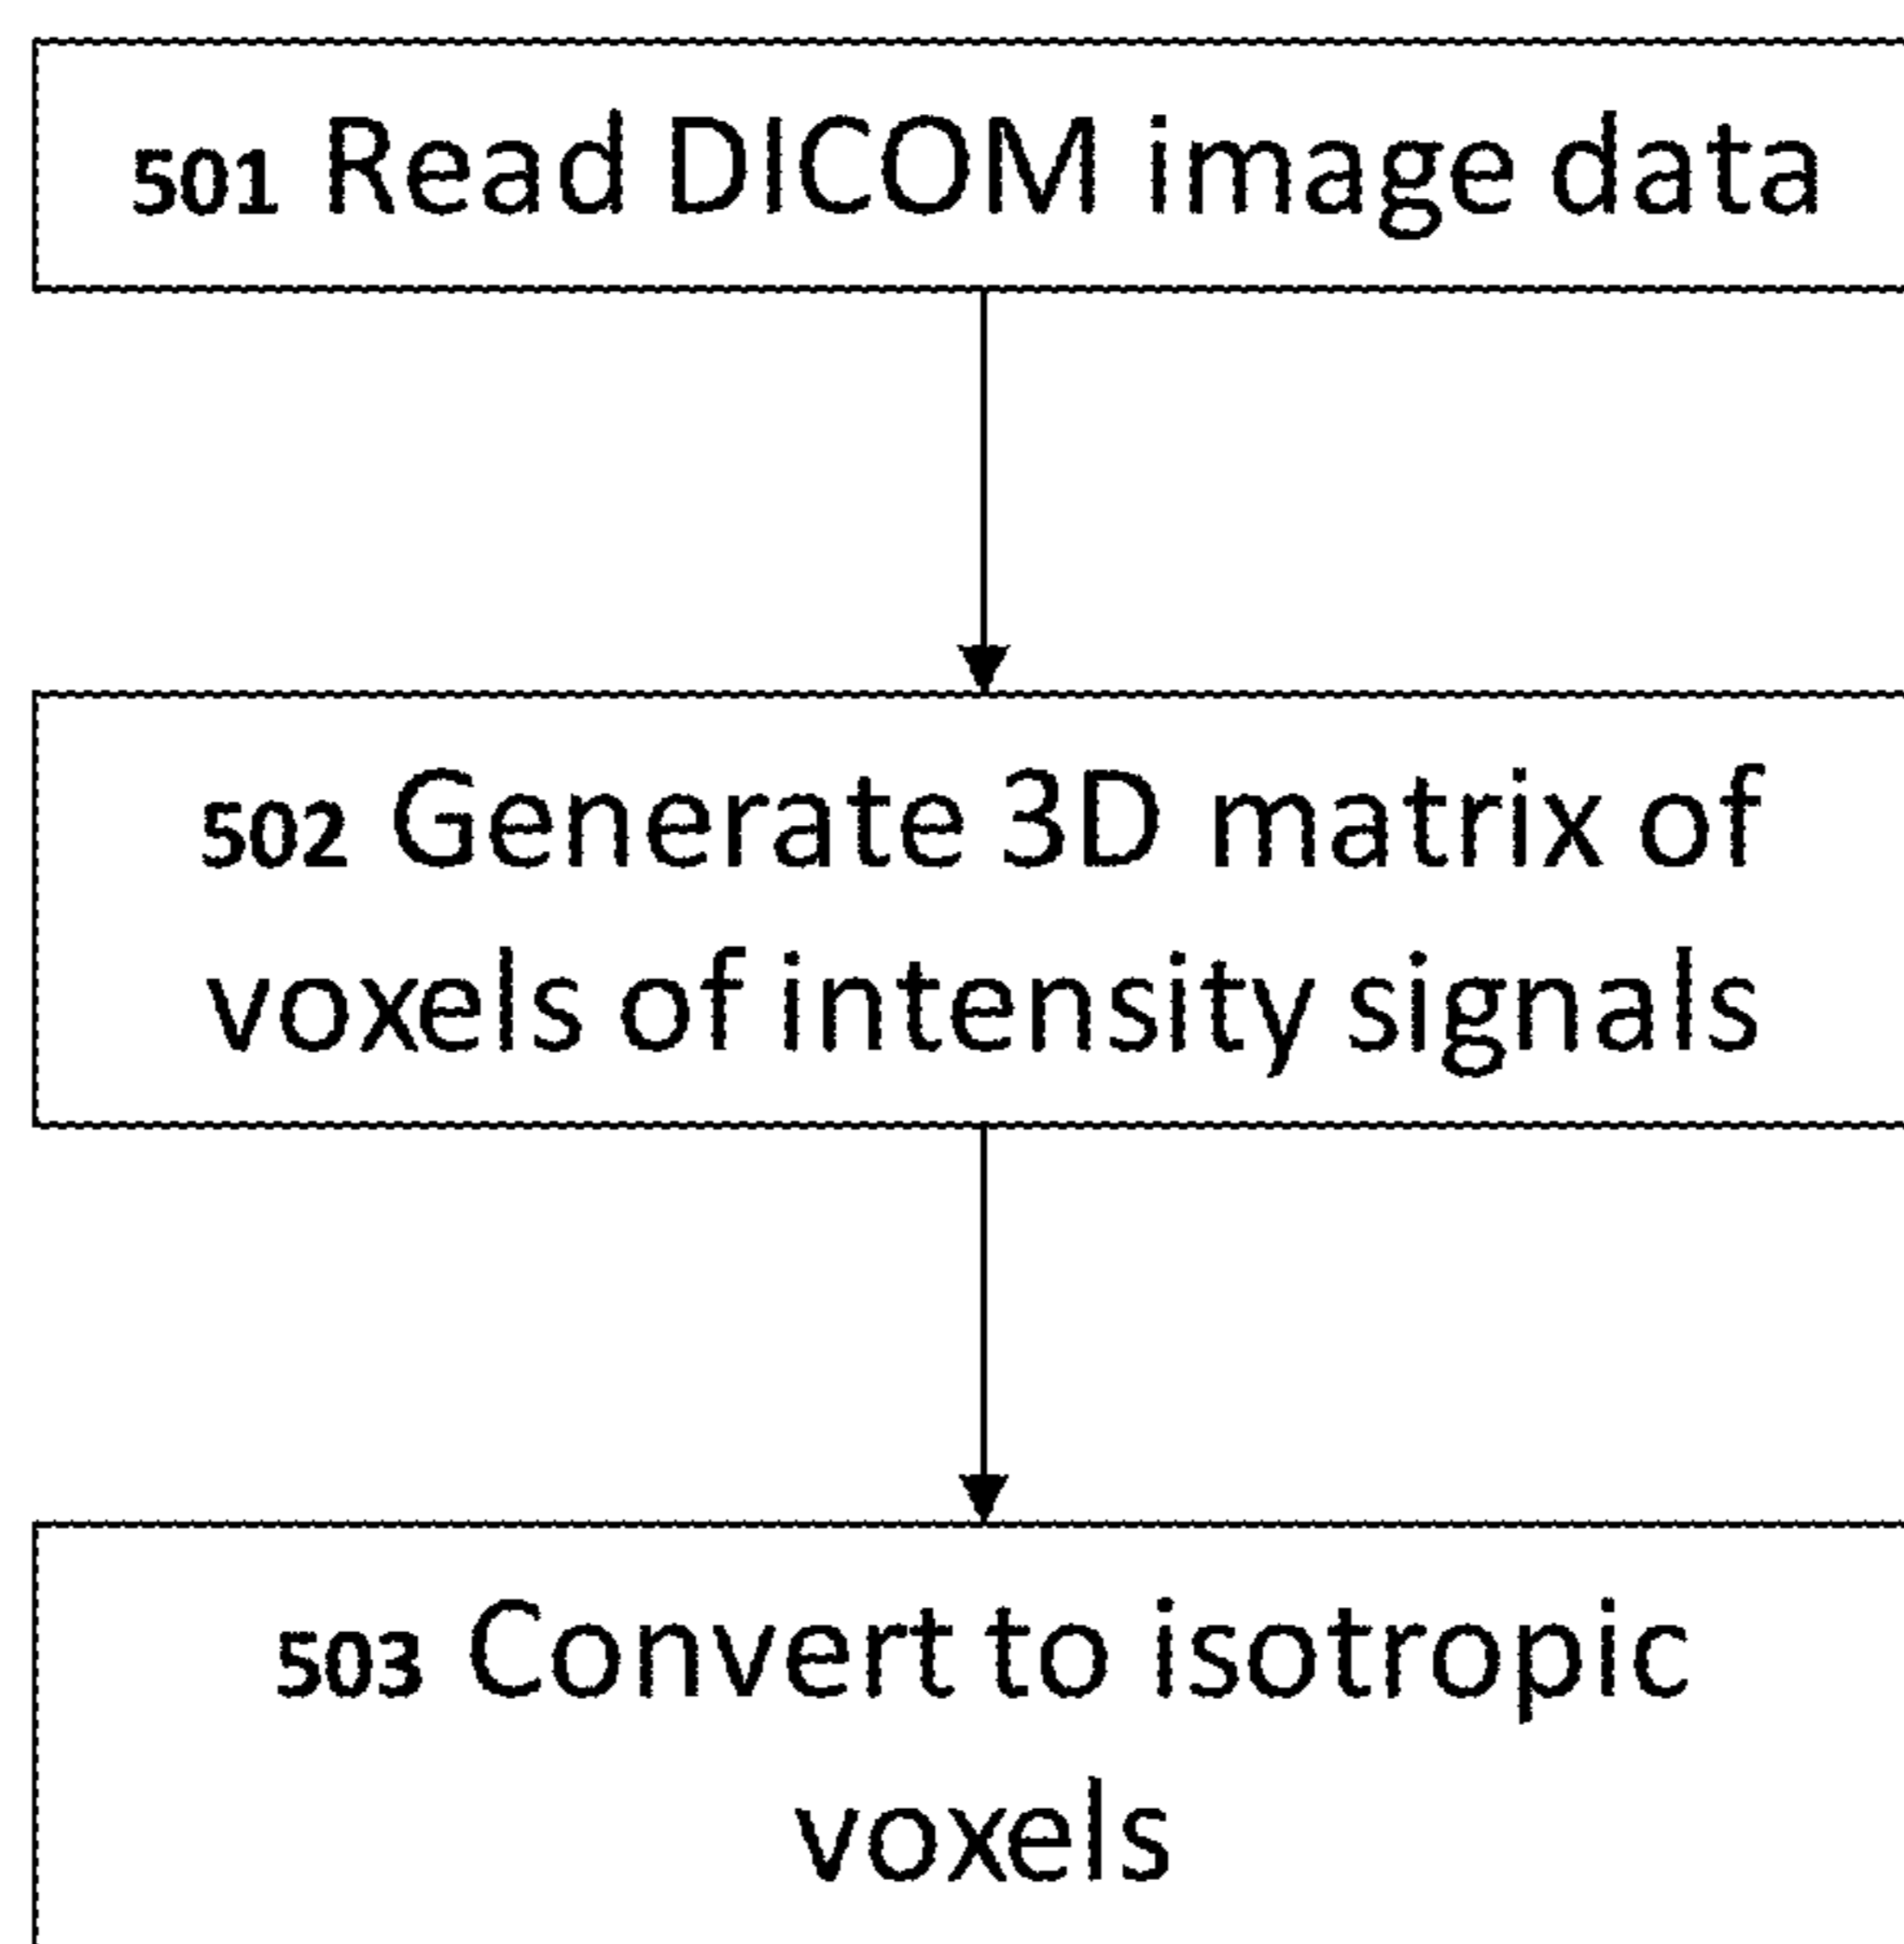 501 Read DICOM image data
502 Generate 3D matrix of
voxels of intensity signals
503 Convert to isotropic
voxels